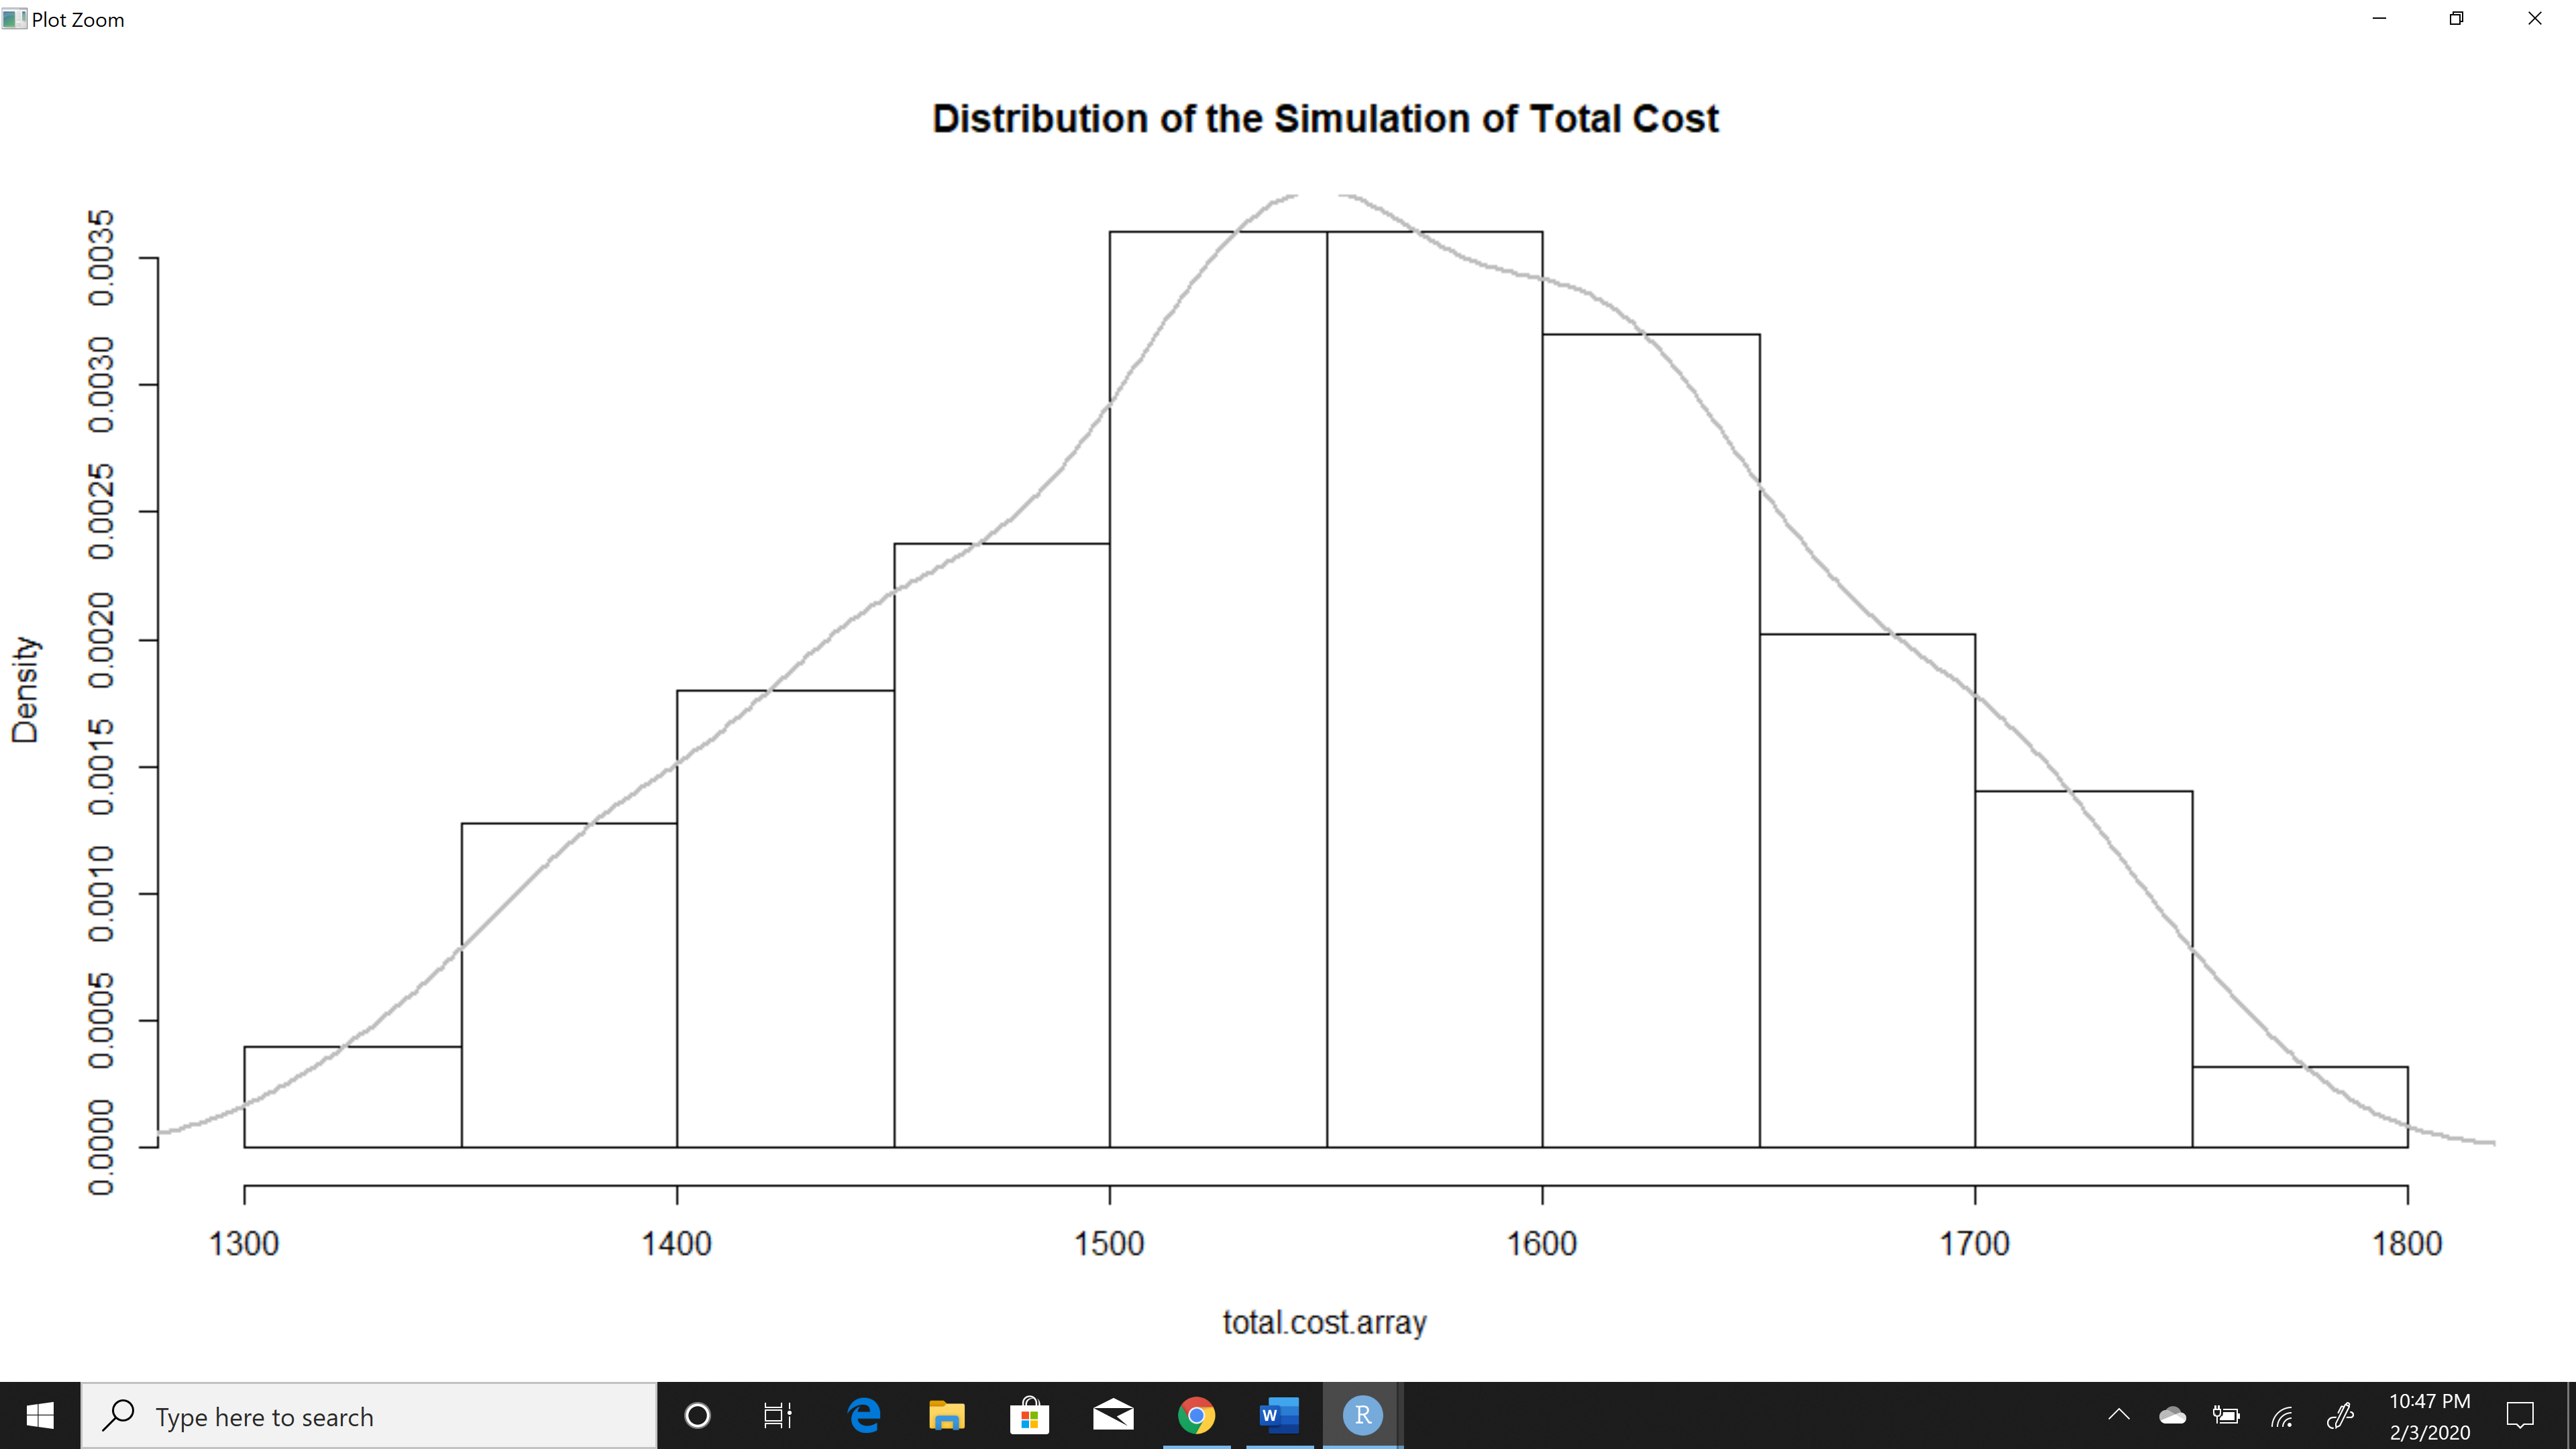 Plot Zoom
Distribution of the Simulation of Total Cost
Density
0.0035
0.0030
0.0025
0.0020
0.0015
0.0010
0.0005
0.0000
1300 1400 1500 1600 1700 1800
total.cost.array
Type here to search
W
R
10:47 PM
2/3/2020